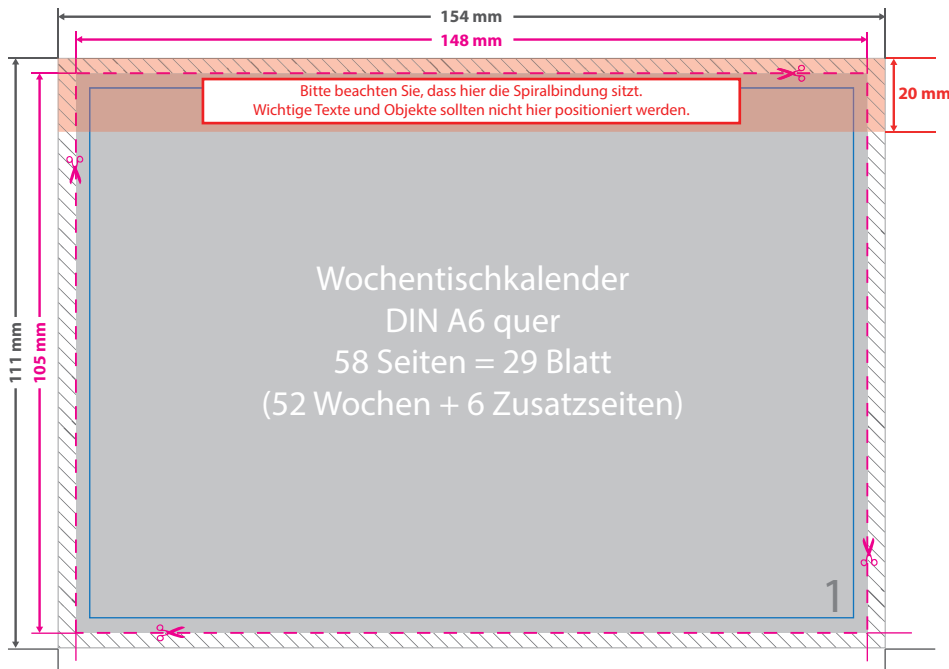 154 mm
148 mm
Bitte beachten Sie, dass hier die Spiralbindung sitzt.
Wichtige Texte und Objekte sollten nicht hier positioniert werden.
20 mm
111 mm
105 mm
Wochentischkalender
DIN A6 quer
58 Seiten = 29 Blatt
(52 Wochen + 6 Zusatzseiten)
1